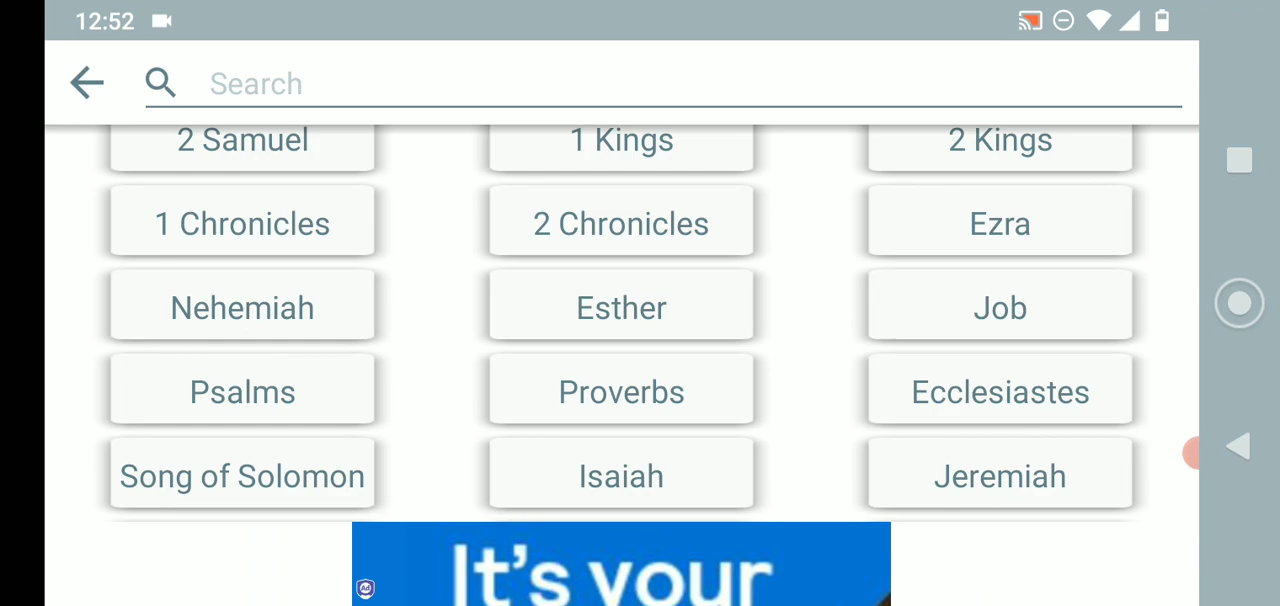 12:52
Search
2 Samuel
1 Kings
2 Kings
1 Chronicles
2 Chronicles
Ezra
Nehemiah
Esther
Job
Psalms
Proverbs
Ecclesiastes
Song of Solomon
Isaiah
Jeremiah
It's your
Ad